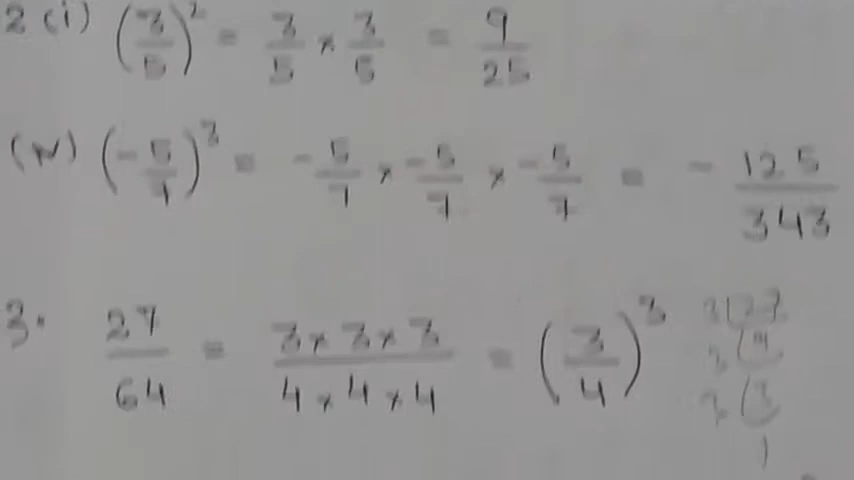 2 (i) (3/5)² = 3/5 × 3/5 = 9/25
(iv) (-5/7)³ = -5/7 × -5/7 × -5/7 = -125/343
3. 27/64 = 3×3×3/4×4×4 = (3/4)³